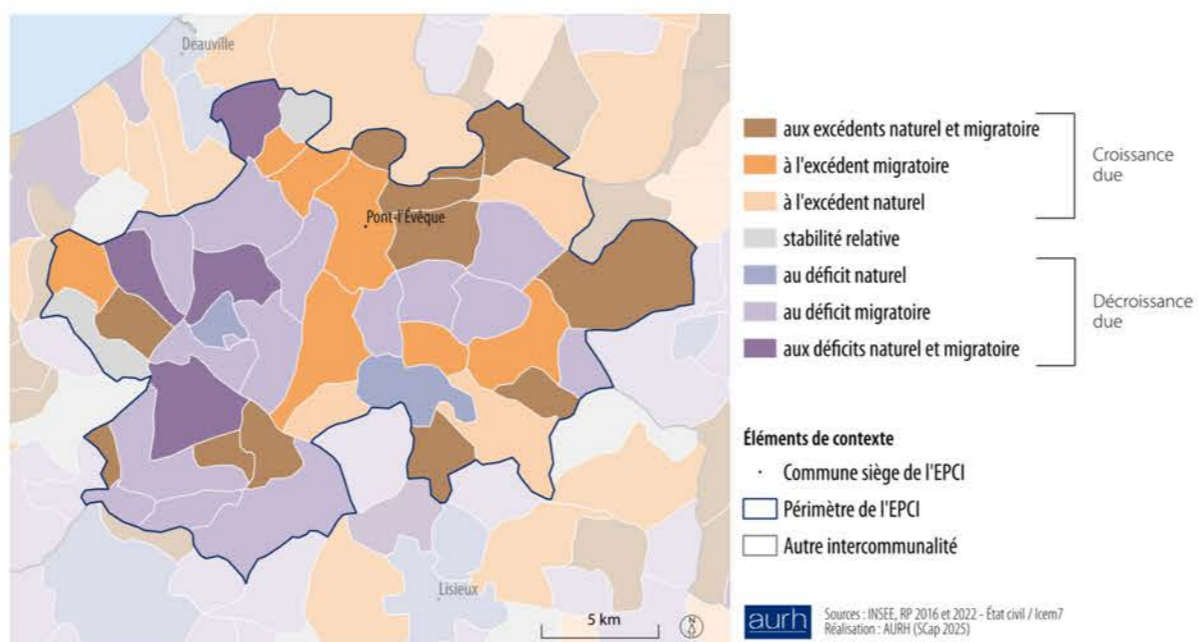 Deauville
Pont-l'Évêque
Lisieux
5 km
N
aux excédents naturel et migratoire
à l'excédent migratoire
à l'excédent naturel
Croissance
due
stabilité relative
au déficit naturel
au déficit migratoire
aux déficits naturel et migratoire
Décroissance
due
Éléments de contexte
Commune siège de l'EPCI
Périmètre de l'EPCI
Autre intercommunalité
aurh
Sources : INSEE, RP 2016 et 2022 - État civil / Icem7
Réalisation : AURH (SCap 2025)